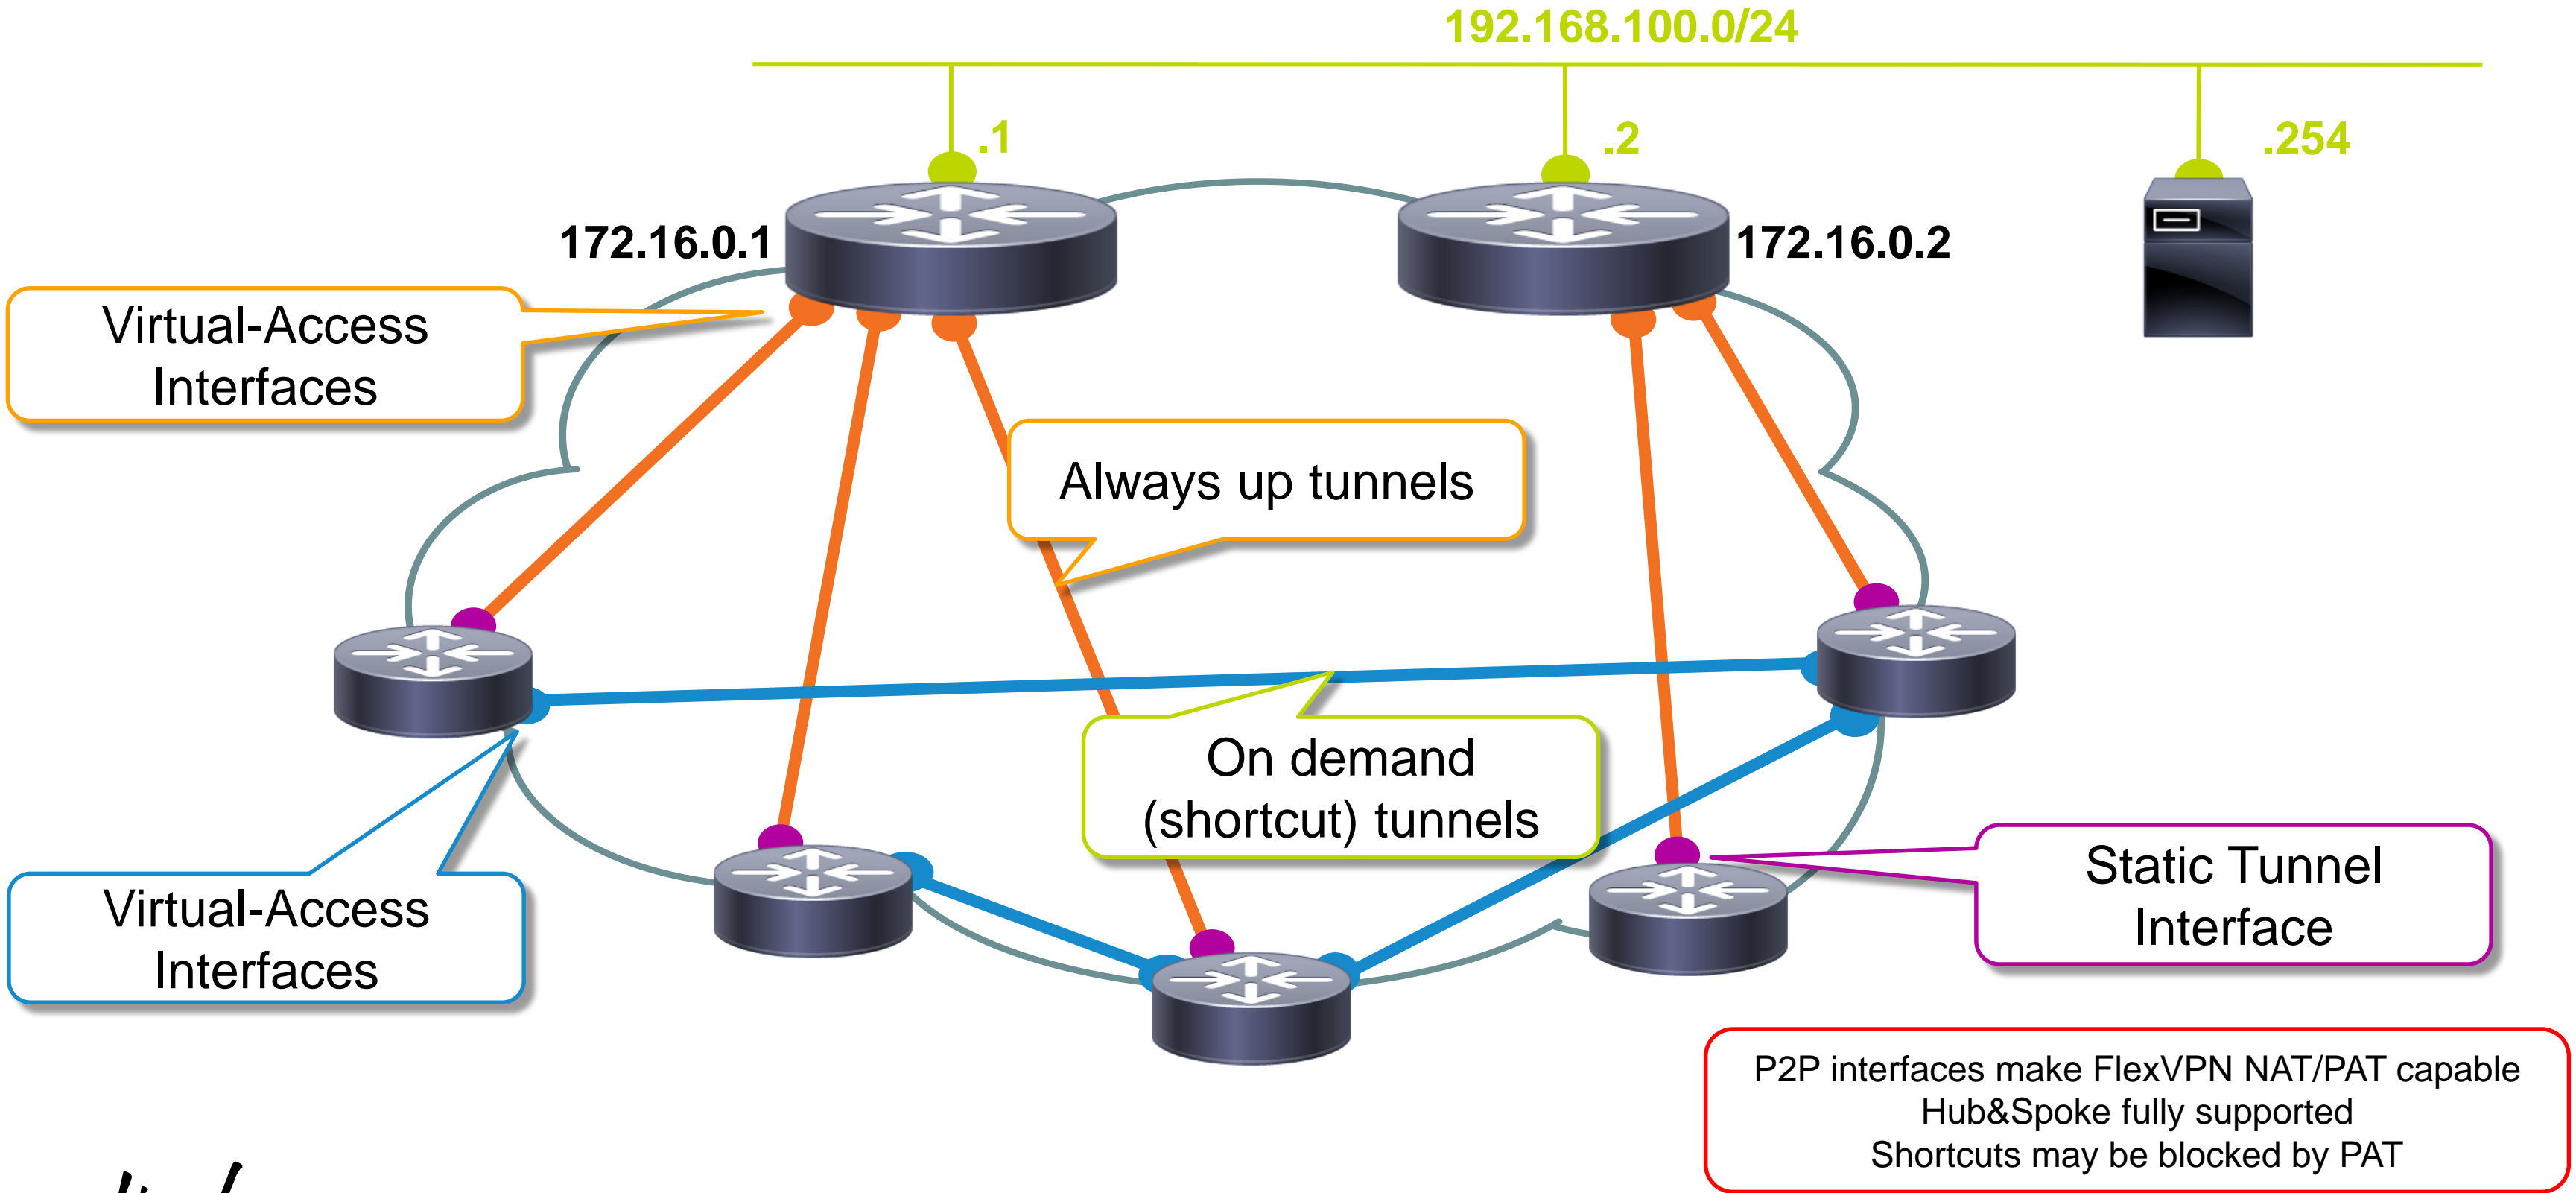 192.168.100.0/24
.1
.2
.254
172.16.0.1
172.16.0.2
Virtual-Access
Interfaces
Always up tunnels
On demand
(shortcut) tunnels
Virtual-Access
Interfaces
Static Tunnel
Interface
P2P interfaces make FlexVPN NAT/PAT capable
Hub&Spoke fully supported
Shortcuts may be blocked by PAT